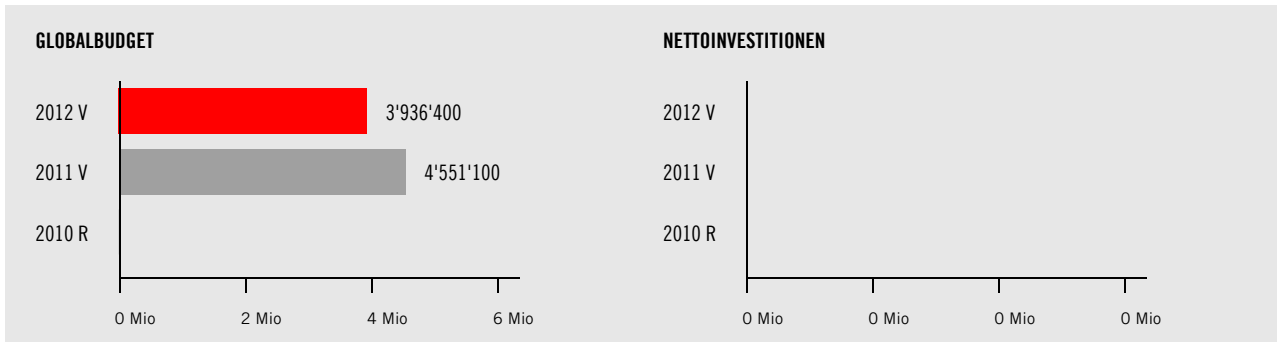 GLOBALBUDGET
2012 V 3'936'400
2011 V 4'551'100
2010 R
0 Mio 2 Mio 4 Mio 6 Mio
NETTOINVESTITIONEN
2012 V
2011 V
2010 R
0 Mio 0 Mio 0 Mio 0 Mio